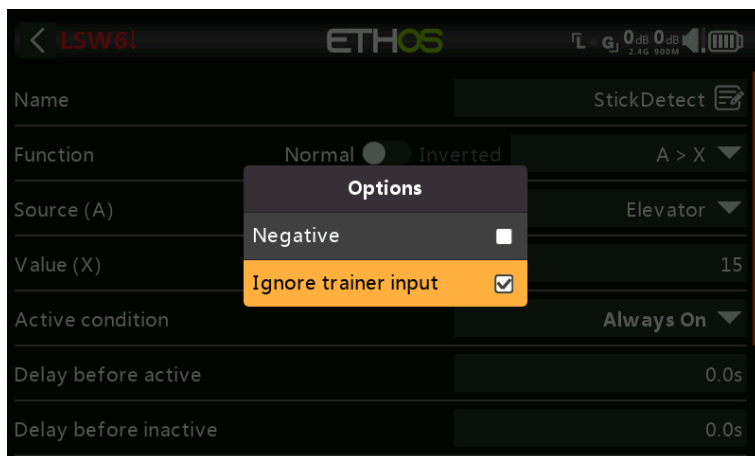 LSW6
ETHOS
L G 0dB 0dB
2.4G 900M
Name StickDetect
Function Normal Inverted A > X
Options
Source (A) Elevator
Negative
Value (X) 15
Ignore trainer input
Active condition Always On
Delay before active 0.0s
Delay before inactive 0.0s